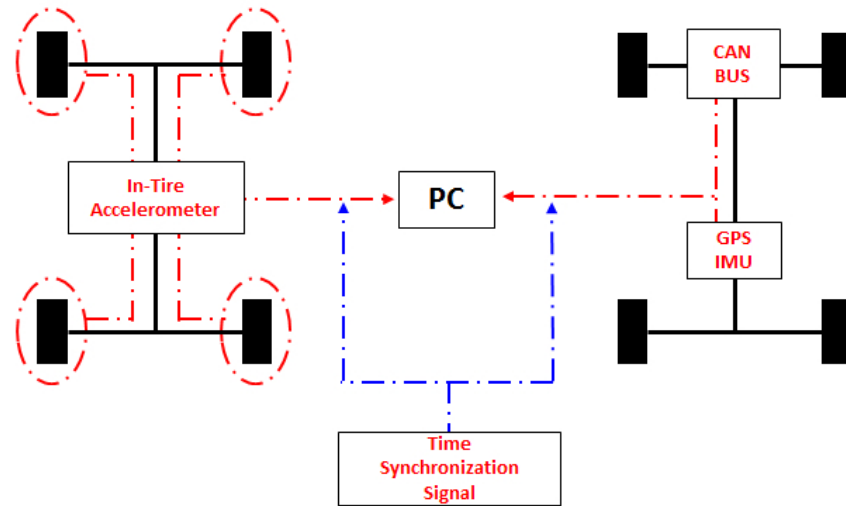 CAN
BUS
In-Tire
Accelerometer
PC
GPS
IMU
Time
Synchronization
Signal